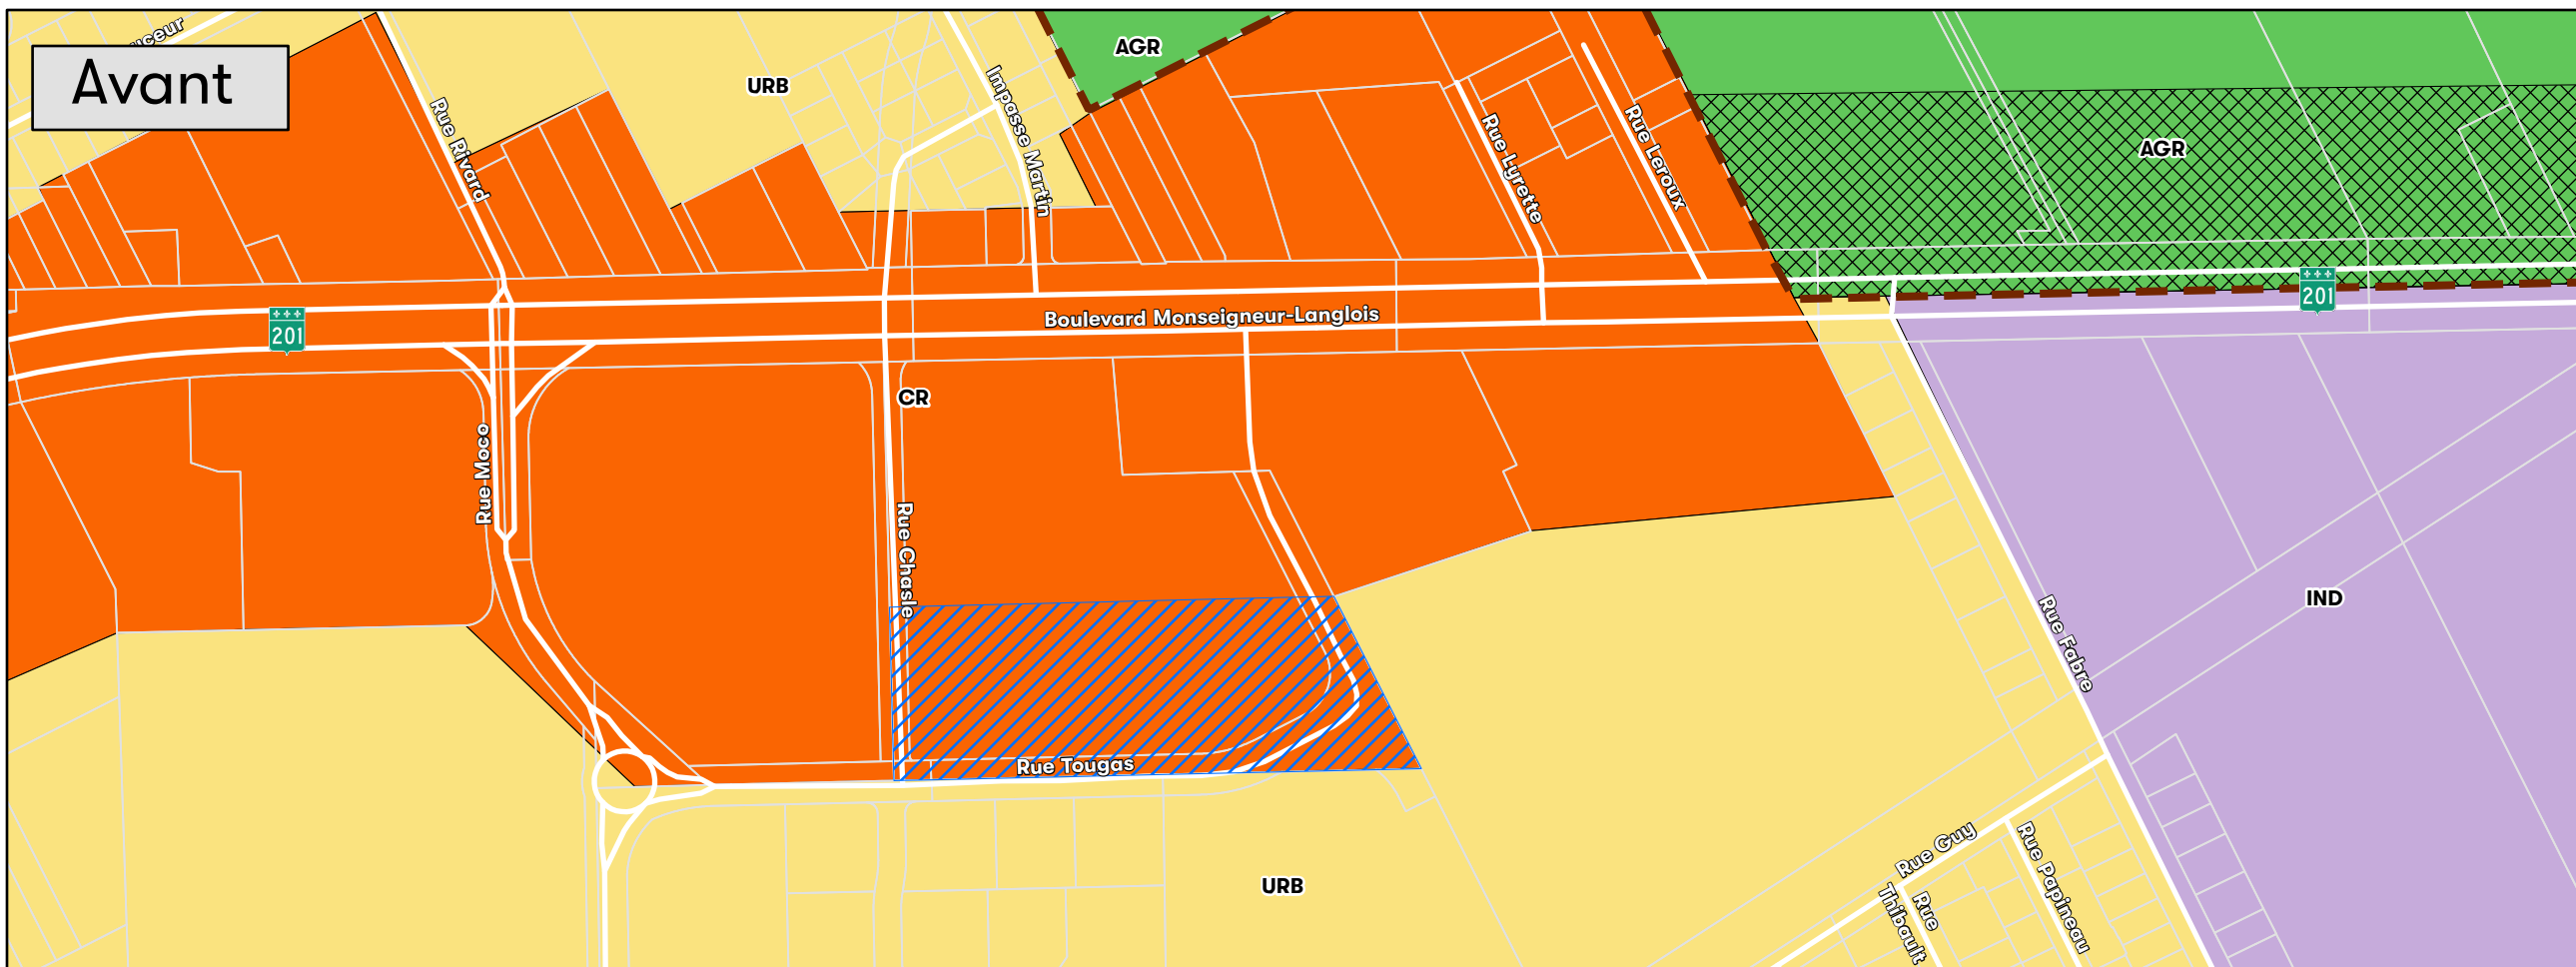 Avant
URB
AGR
Impasse Martin
Rue Rivard
Rue Lyrette
Rue Leroux
AGR
201
201
Boulevard Monseigneur-Langlois
CR
Rue Moco
Rue Chasle
IND
Rue Fabre
Rue Tougas
URB
Rue Guy
Rue Papineau
Rue
Thibault